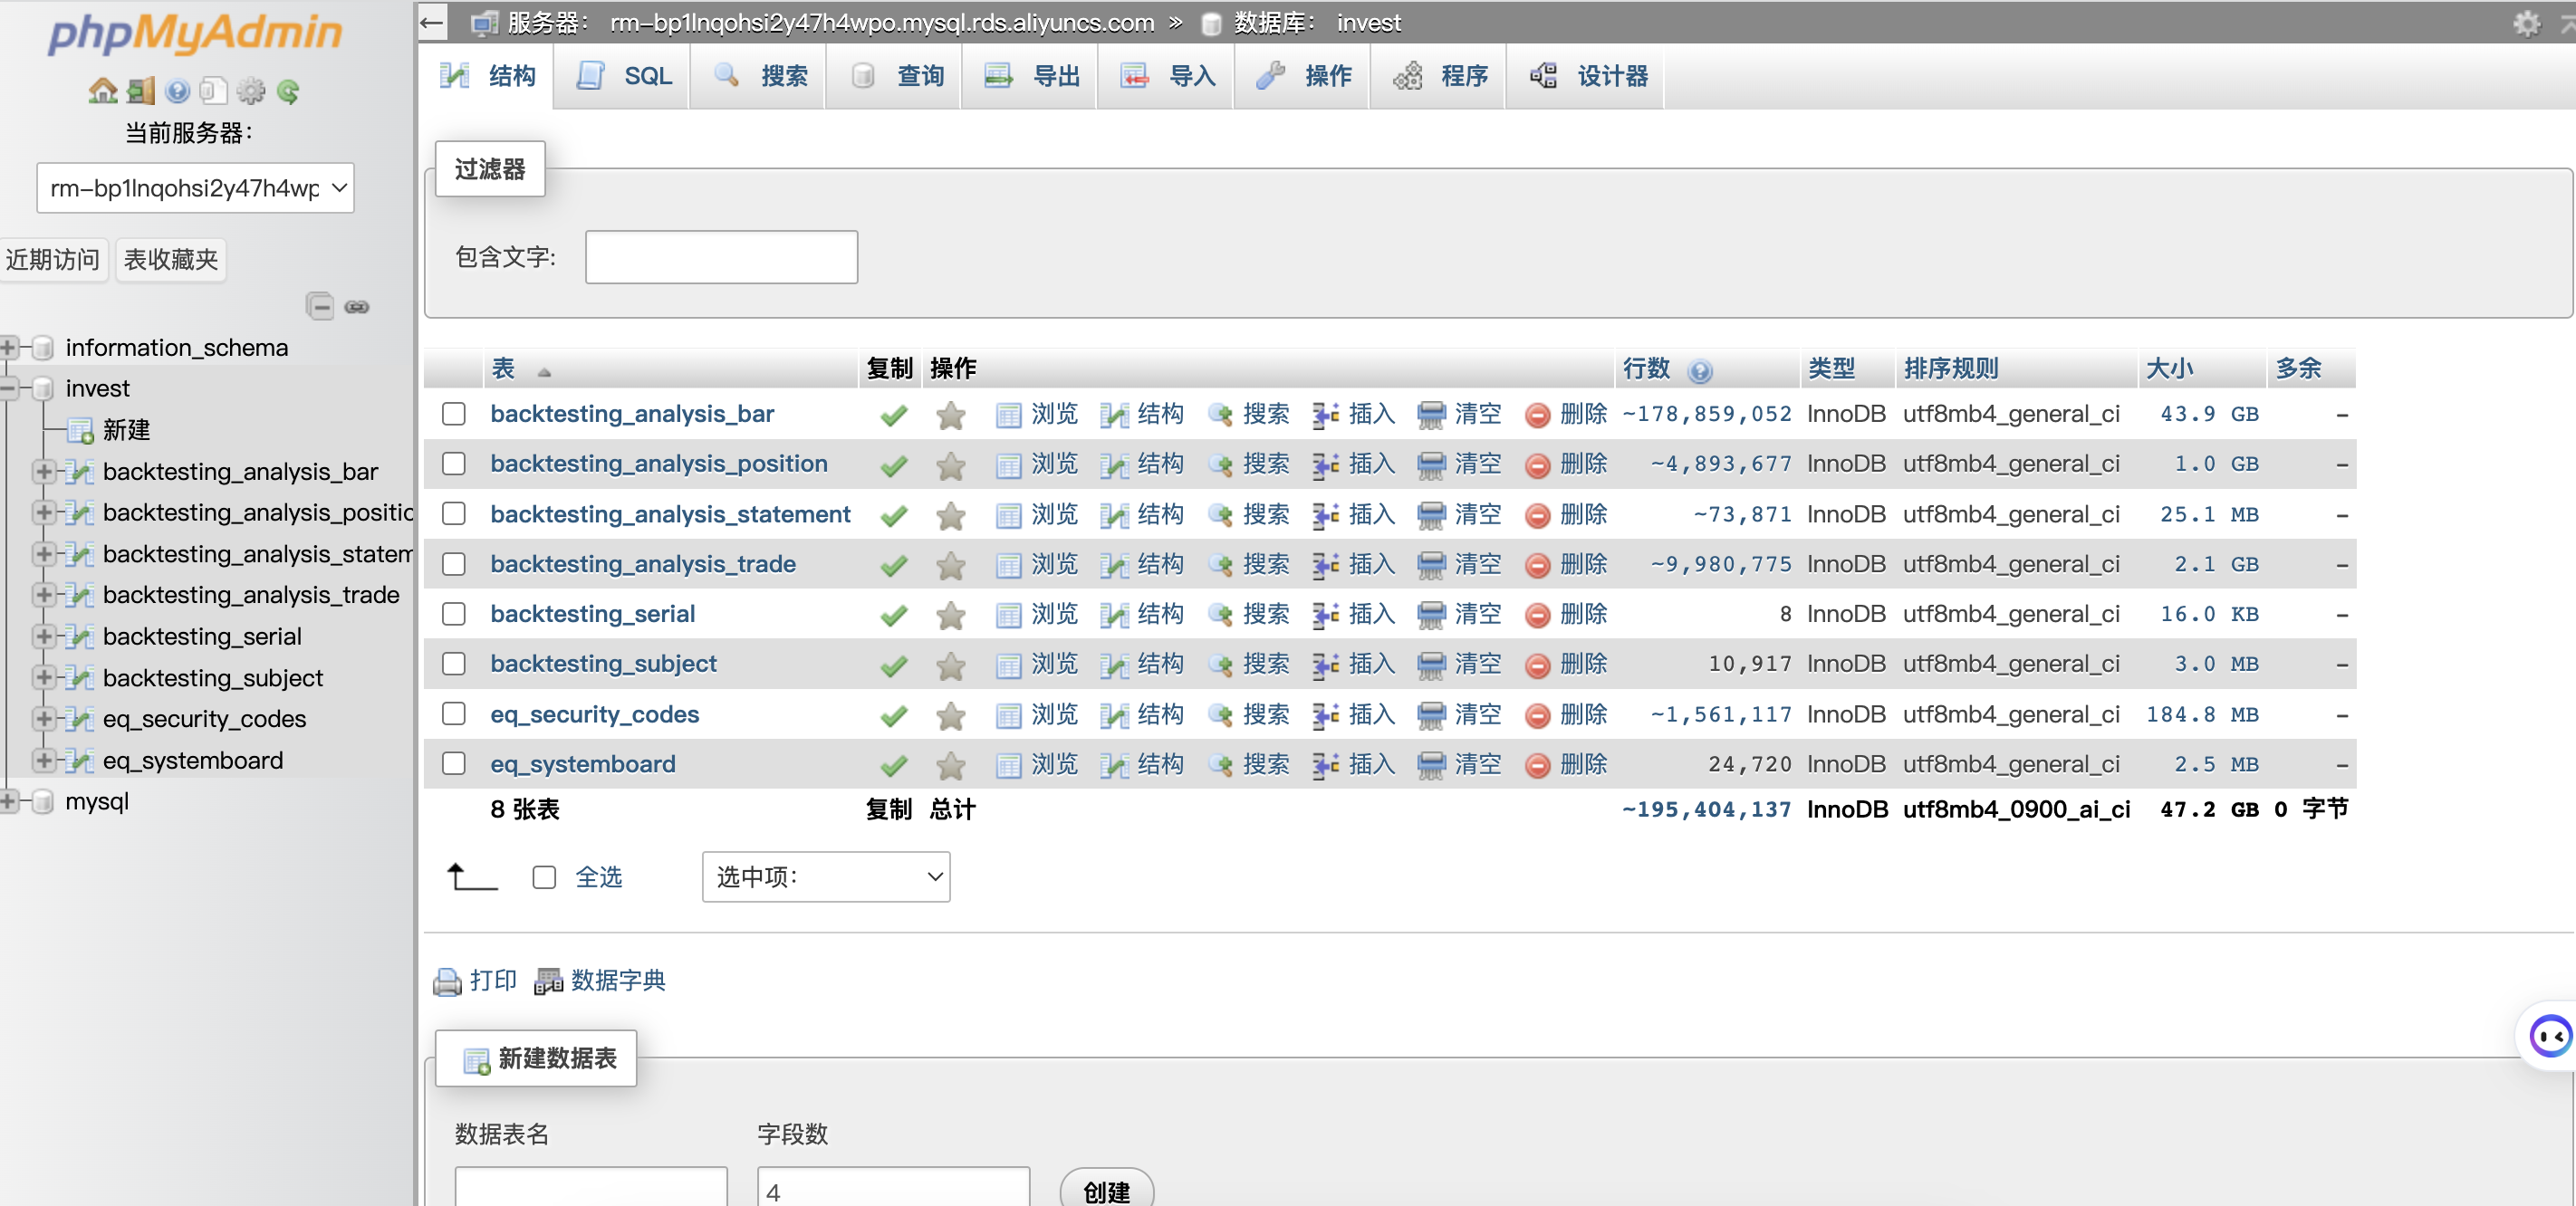 phpMyAdmin
当前服务器：
rm-bp1lnqohsi2y47h4wp
近期访问 表收藏夹
information_schema
invest
新建
backtesting_analysis_bar
backtesting_analysis_positic
backtesting_analysis_statem
backtesting_analysis_trade
backtesting_serial
backtesting_subject
eq_security_codes
eq_systemboard
mysql
服务器： rm-bp1lnqohsi2y47h4wpo.mysql.rds.aliyuncs.com » 数据库： invest
结构 SQL 搜索 查询 导出 导入 操作 程序 设计器
过滤器
包含文字:
表 复制 操作 行数 类型 排序规则 大小 多余
backtesting_analysis_bar 浏览 结构 搜索 插入 清空 删除 ~178,859,052 InnoDB utf8mb4_general_ci 43.9 GB –
backtesting_analysis_position 浏览 结构 搜索 插入 清空 删除 ~4,893,677 InnoDB utf8mb4_general_ci 1.0 GB –
backtesting_analysis_statement 浏览 结构 搜索 插入 清空 删除 ~73,871 InnoDB utf8mb4_general_ci 25.1 MB –
backtesting_analysis_trade 浏览 结构 搜索 插入 清空 删除 ~9,980,775 InnoDB utf8mb4_general_ci 2.1 GB –
backtesting_serial 浏览 结构 搜索 插入 清空 删除 8 InnoDB utf8mb4_general_ci 16.0 KB –
backtesting_subject 浏览 结构 搜索 插入 清空 删除 10,917 InnoDB utf8mb4_general_ci 3.0 MB –
eq_security_codes 浏览 结构 搜索 插入 清空 删除 ~1,561,117 InnoDB utf8mb4_general_ci 184.8 MB –
eq_systemboard 浏览 结构 搜索 插入 清空 删除 24,720 InnoDB utf8mb4_general_ci 2.5 MB –
8 张表 复制 总计 ~195,404,137 InnoDB utf8mb4_0900_ai_ci 47.2 GB 0 字节
全选 选中项：
打印 数据字典
新建数据表
数据表名 字段数
4 创建